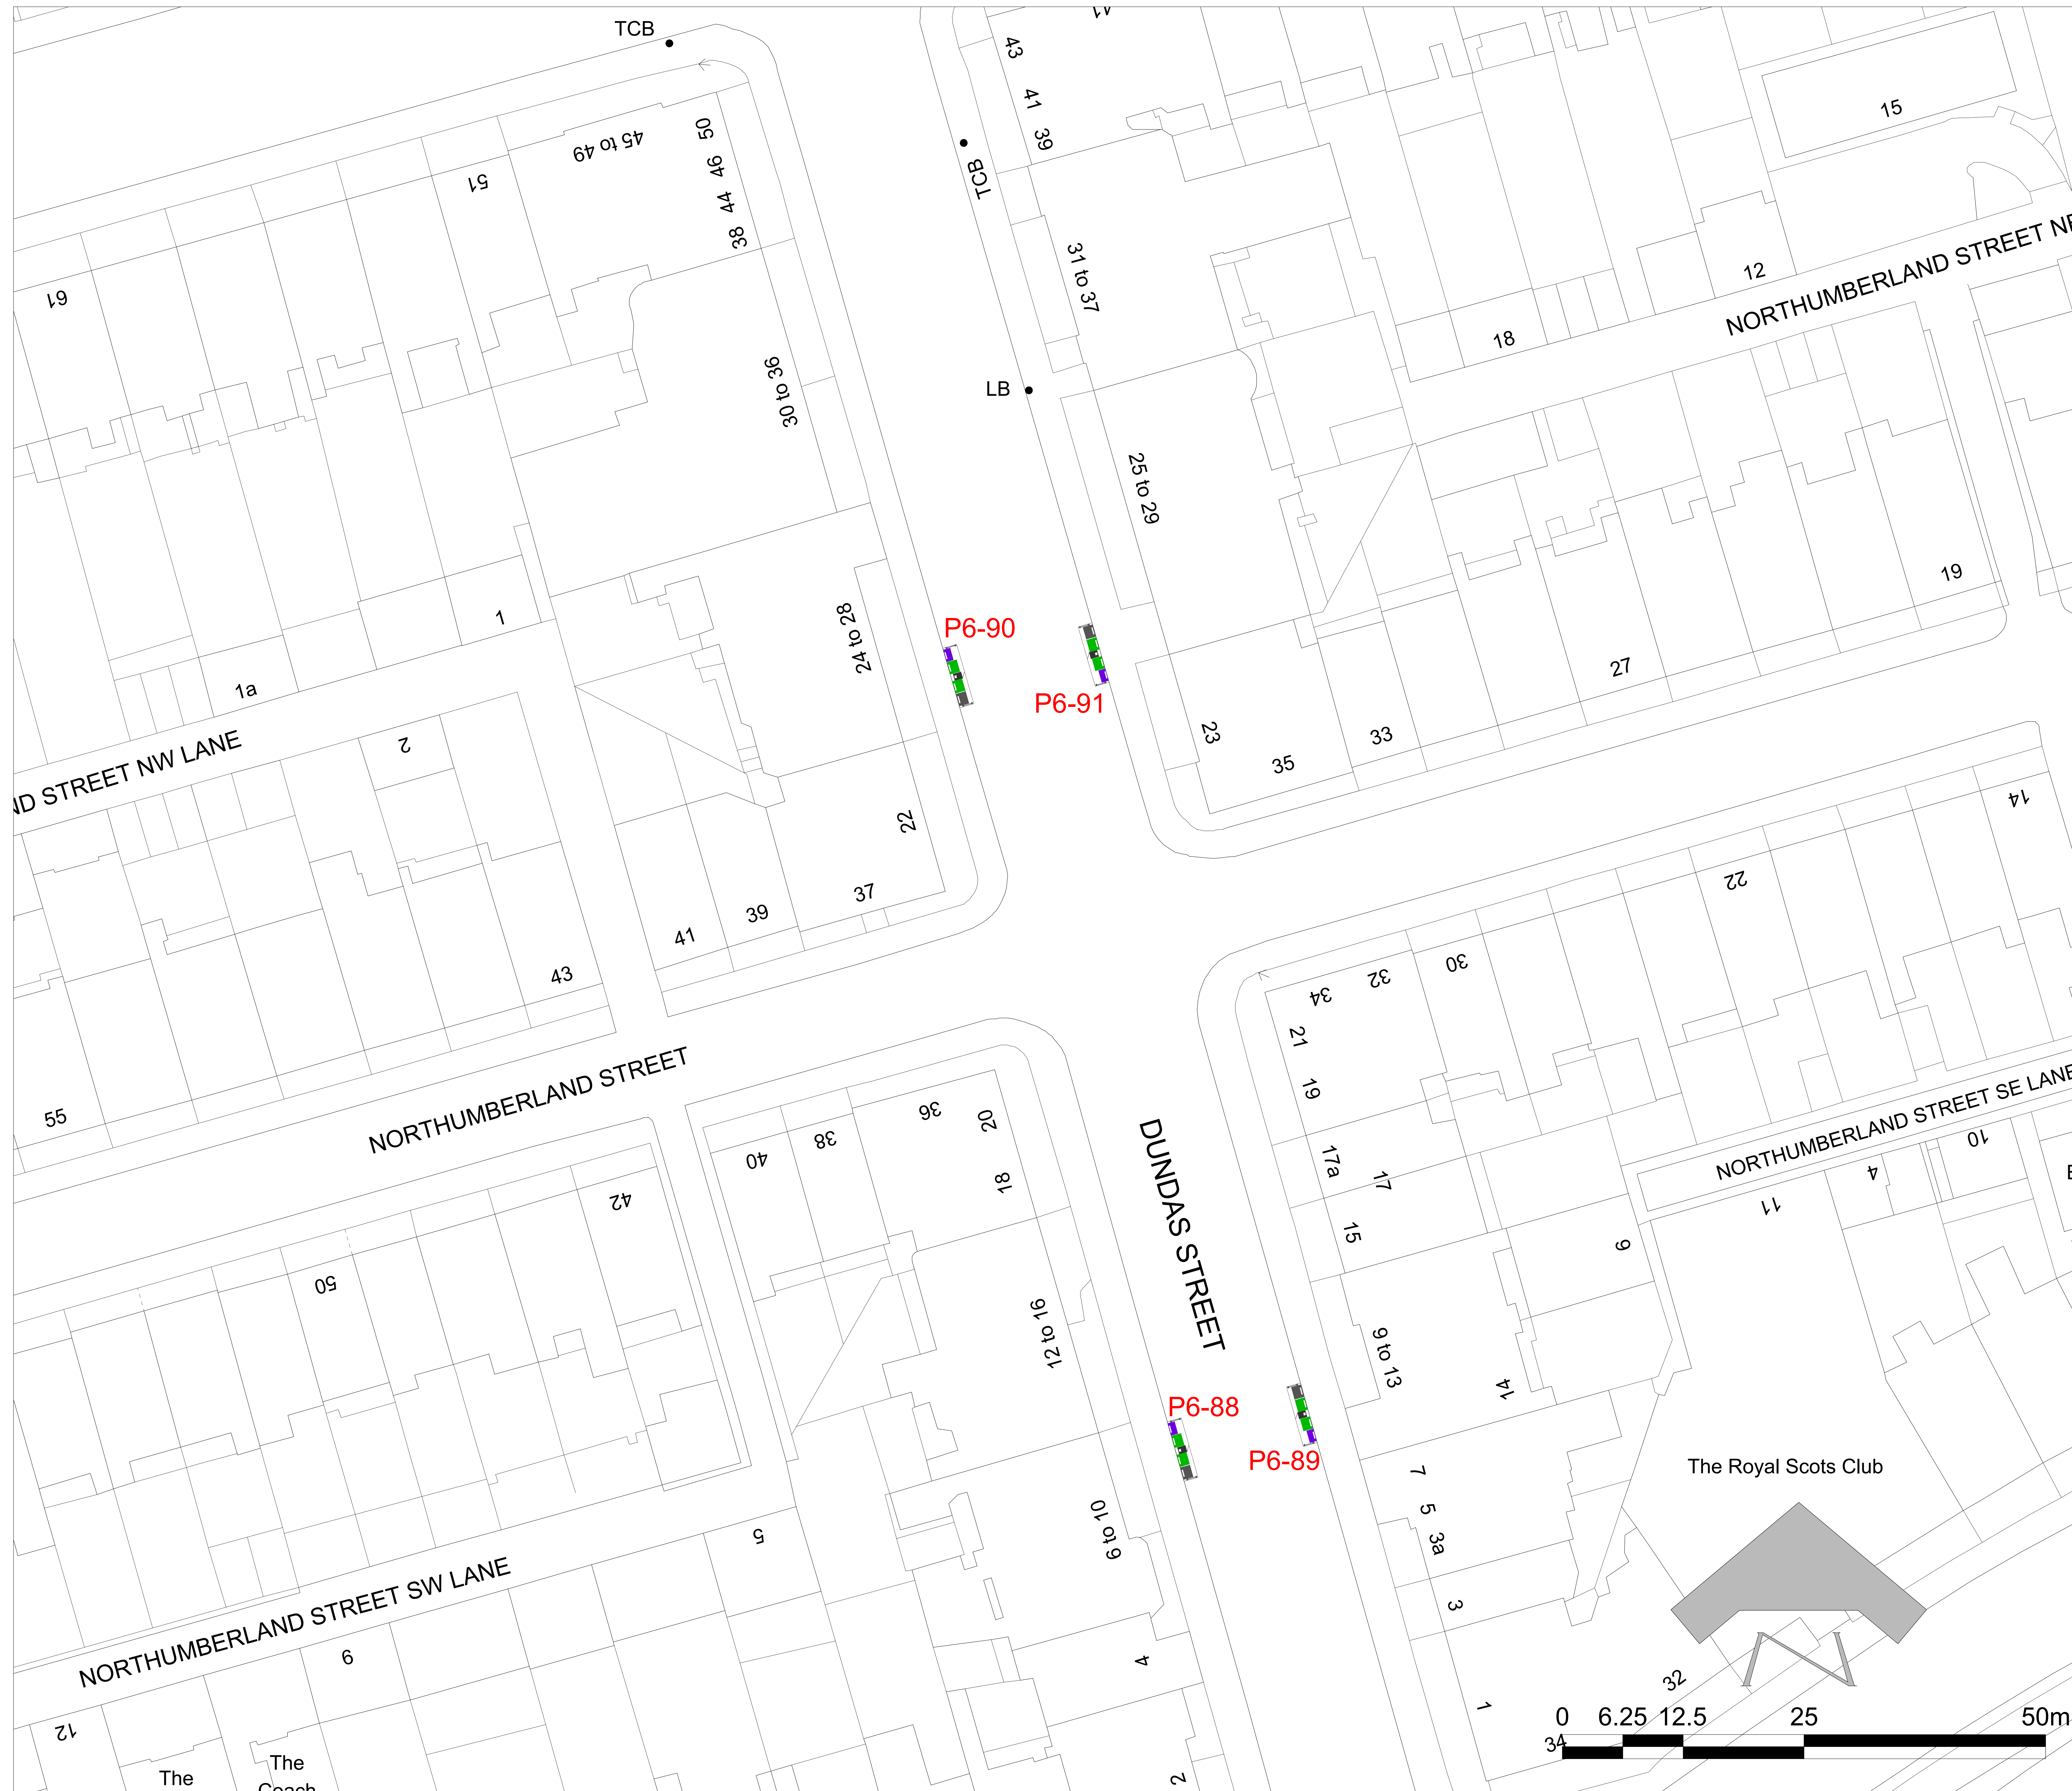 TCB
43
41
39
45 to 49
50
46
44
38
51
61
TCB
15
31 to 37
12
NORTHUMBERLAND STREET
18
30 to 36
LB
25 to 29
19
1
1a
24 to 28
P6-90
P6-91
27
23
35
33
STREET NW LANE
2
22
37
39
41
43
14
22
30
32
34
21
19
55
NORTHUMBERLAND STREET
36
38
40
20
18
42
50
DUNDAS STREET
17a
17
15
NORTHUMBERLAND STREET SE LANE
10
4
11
9
12 to 16
9 to 13
14
P6-88
P6-89
7
5
3a
3
1
The Royal Scots Club
6 to 10
5
NORTHUMBERLAND STREET SW LANE
9
12
4
2
The
The
Coach
N
32
34
0 6.25 12.5 25 50m